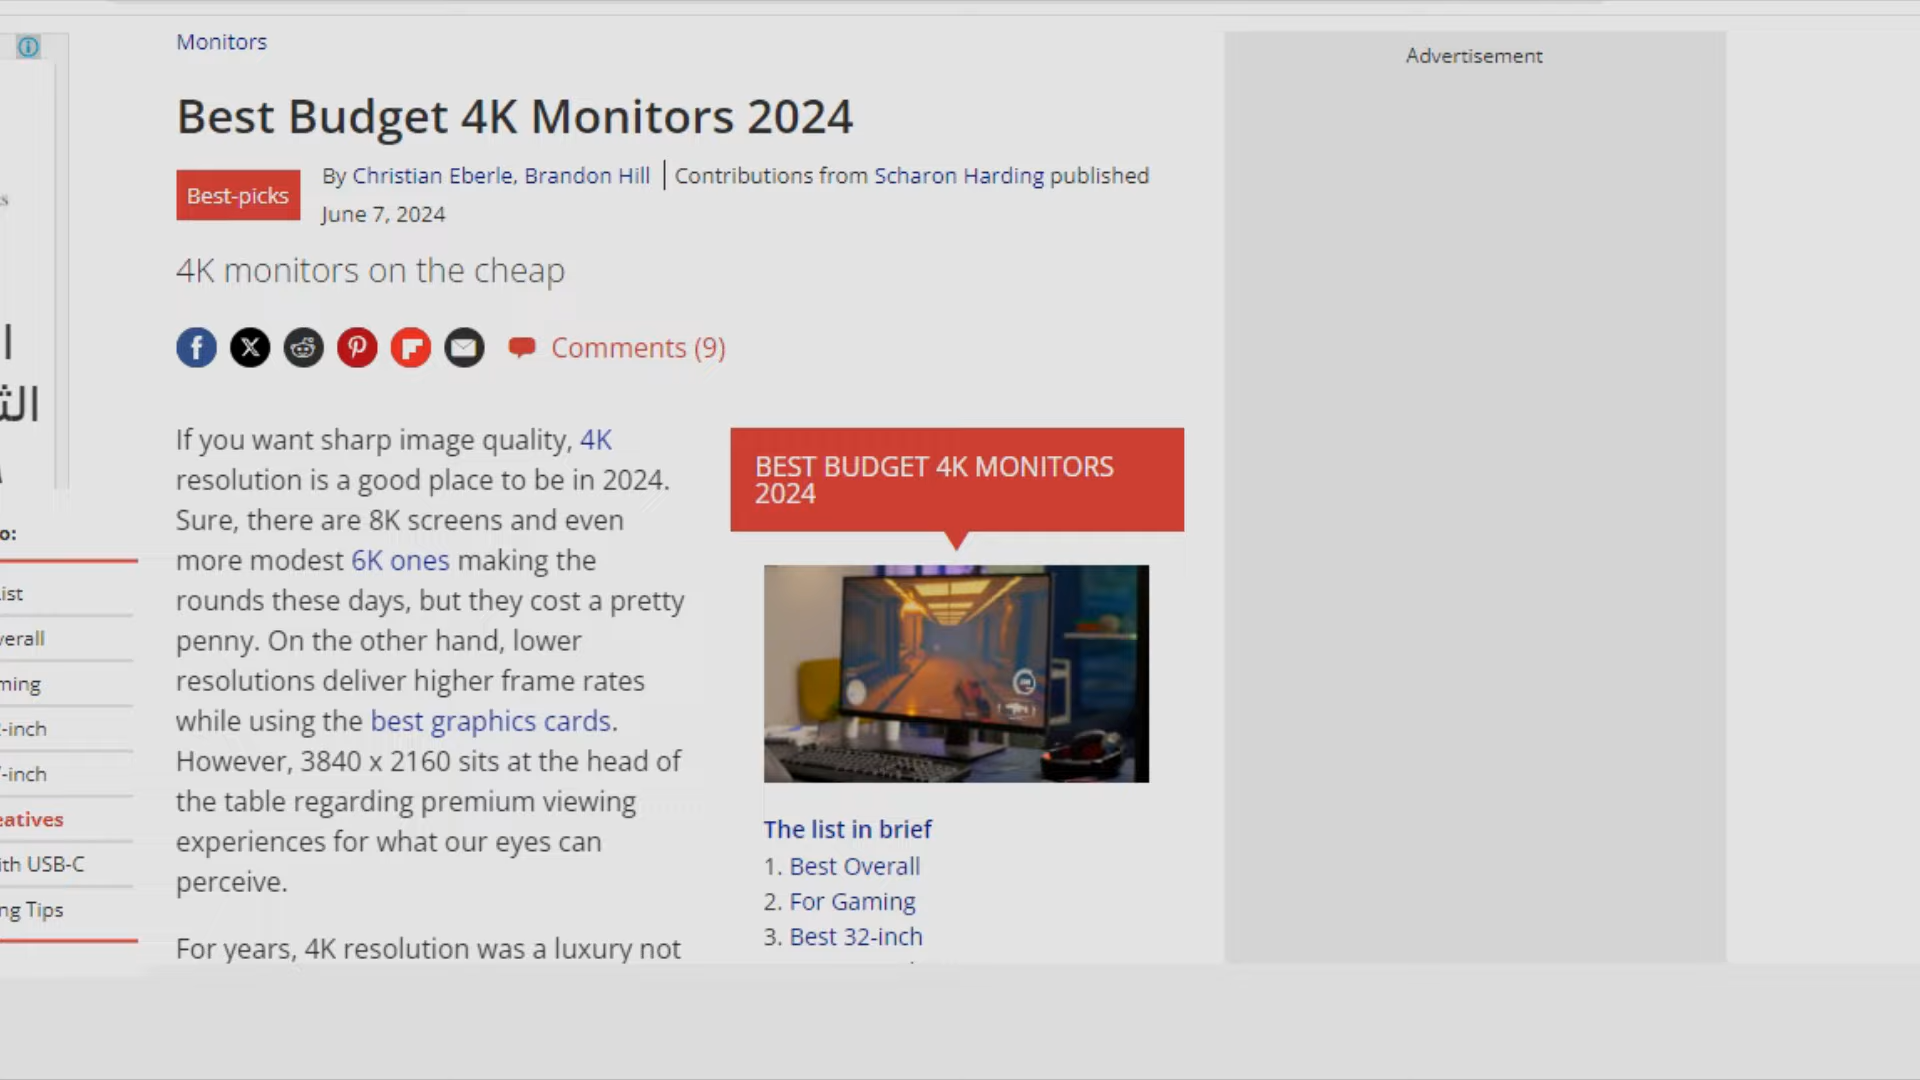 Monitors
Advertisement
Best Budget 4K Monitors 2024
Best-picks
By Christian Eberle, Brandon Hill | Contributions from Scharon Harding published
June 7, 2024
4K monitors on the cheap
Comments (9)
If you want sharp image quality, 4K
resolution is a good place to be in 2024.
Sure, there are 8K screens and even
more modest 6K ones making the
rounds these days, but they cost a pretty
penny. On the other hand, lower
resolutions deliver higher frame rates
while using the best graphics cards.
However, 3840 x 2160 sits at the head of
the table regarding premium viewing
experiences for what our eyes can
perceive.
For years, 4K resolution was a luxury not
BEST BUDGET 4K MONITORS
2024
The list in brief
1. Best Overall
2. For Gaming
3. Best 32-inch
o:
ist
verall
ming
-inch
-inch
eatives
ith USB-C
ng Tips